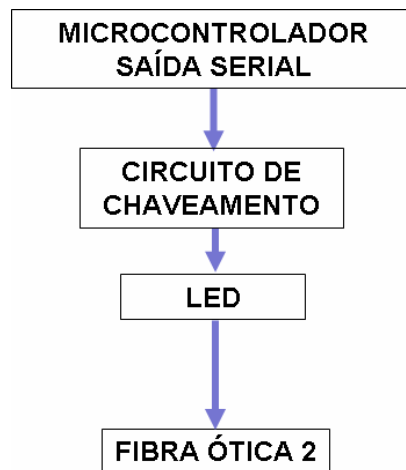 MICROCONTROLADOR
SAÍDA SERIAL
CIRCUITO DE
CHAVEAMENTO
LED
FIBRA ÓTICA 2